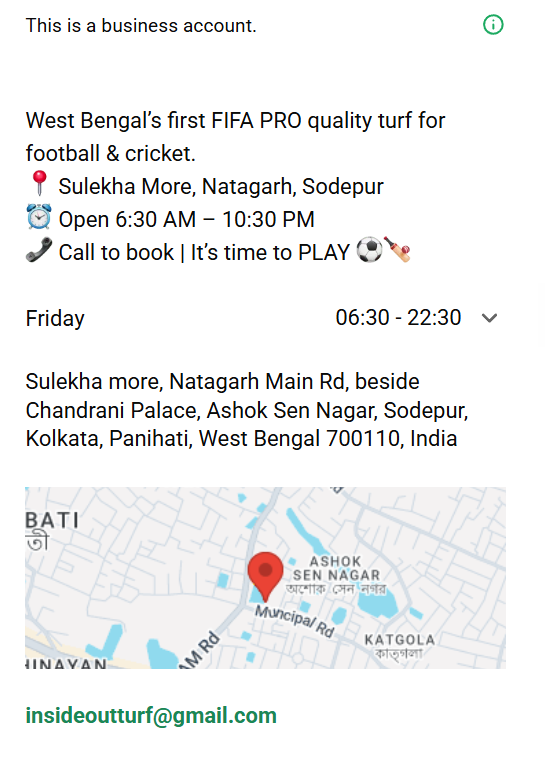 This is a business account.
West Bengal’s first FIFA PRO quality turf for
football & cricket.
📍 Sulekha More, Natagarh, Sodepur
⏰ Open 6:30 AM – 10:30 PM
📞 Call to book | It’s time to PLAY ⚽🏏
Friday 06:30 - 22:30
Sulekha more, Natagarh Main Rd, beside
Chandrani Palace, Ashok Sen Nagar, Sodepur,
Kolkata, Panihati, West Bengal 700110, India
BATI
তী
ASHOK
SEN NAGAR
অশোক সেন নগর
Muncipal Rd
KATGOLA
কাত্গলা
AM Rd
HINAYAN
insideoutturf@gmail.com